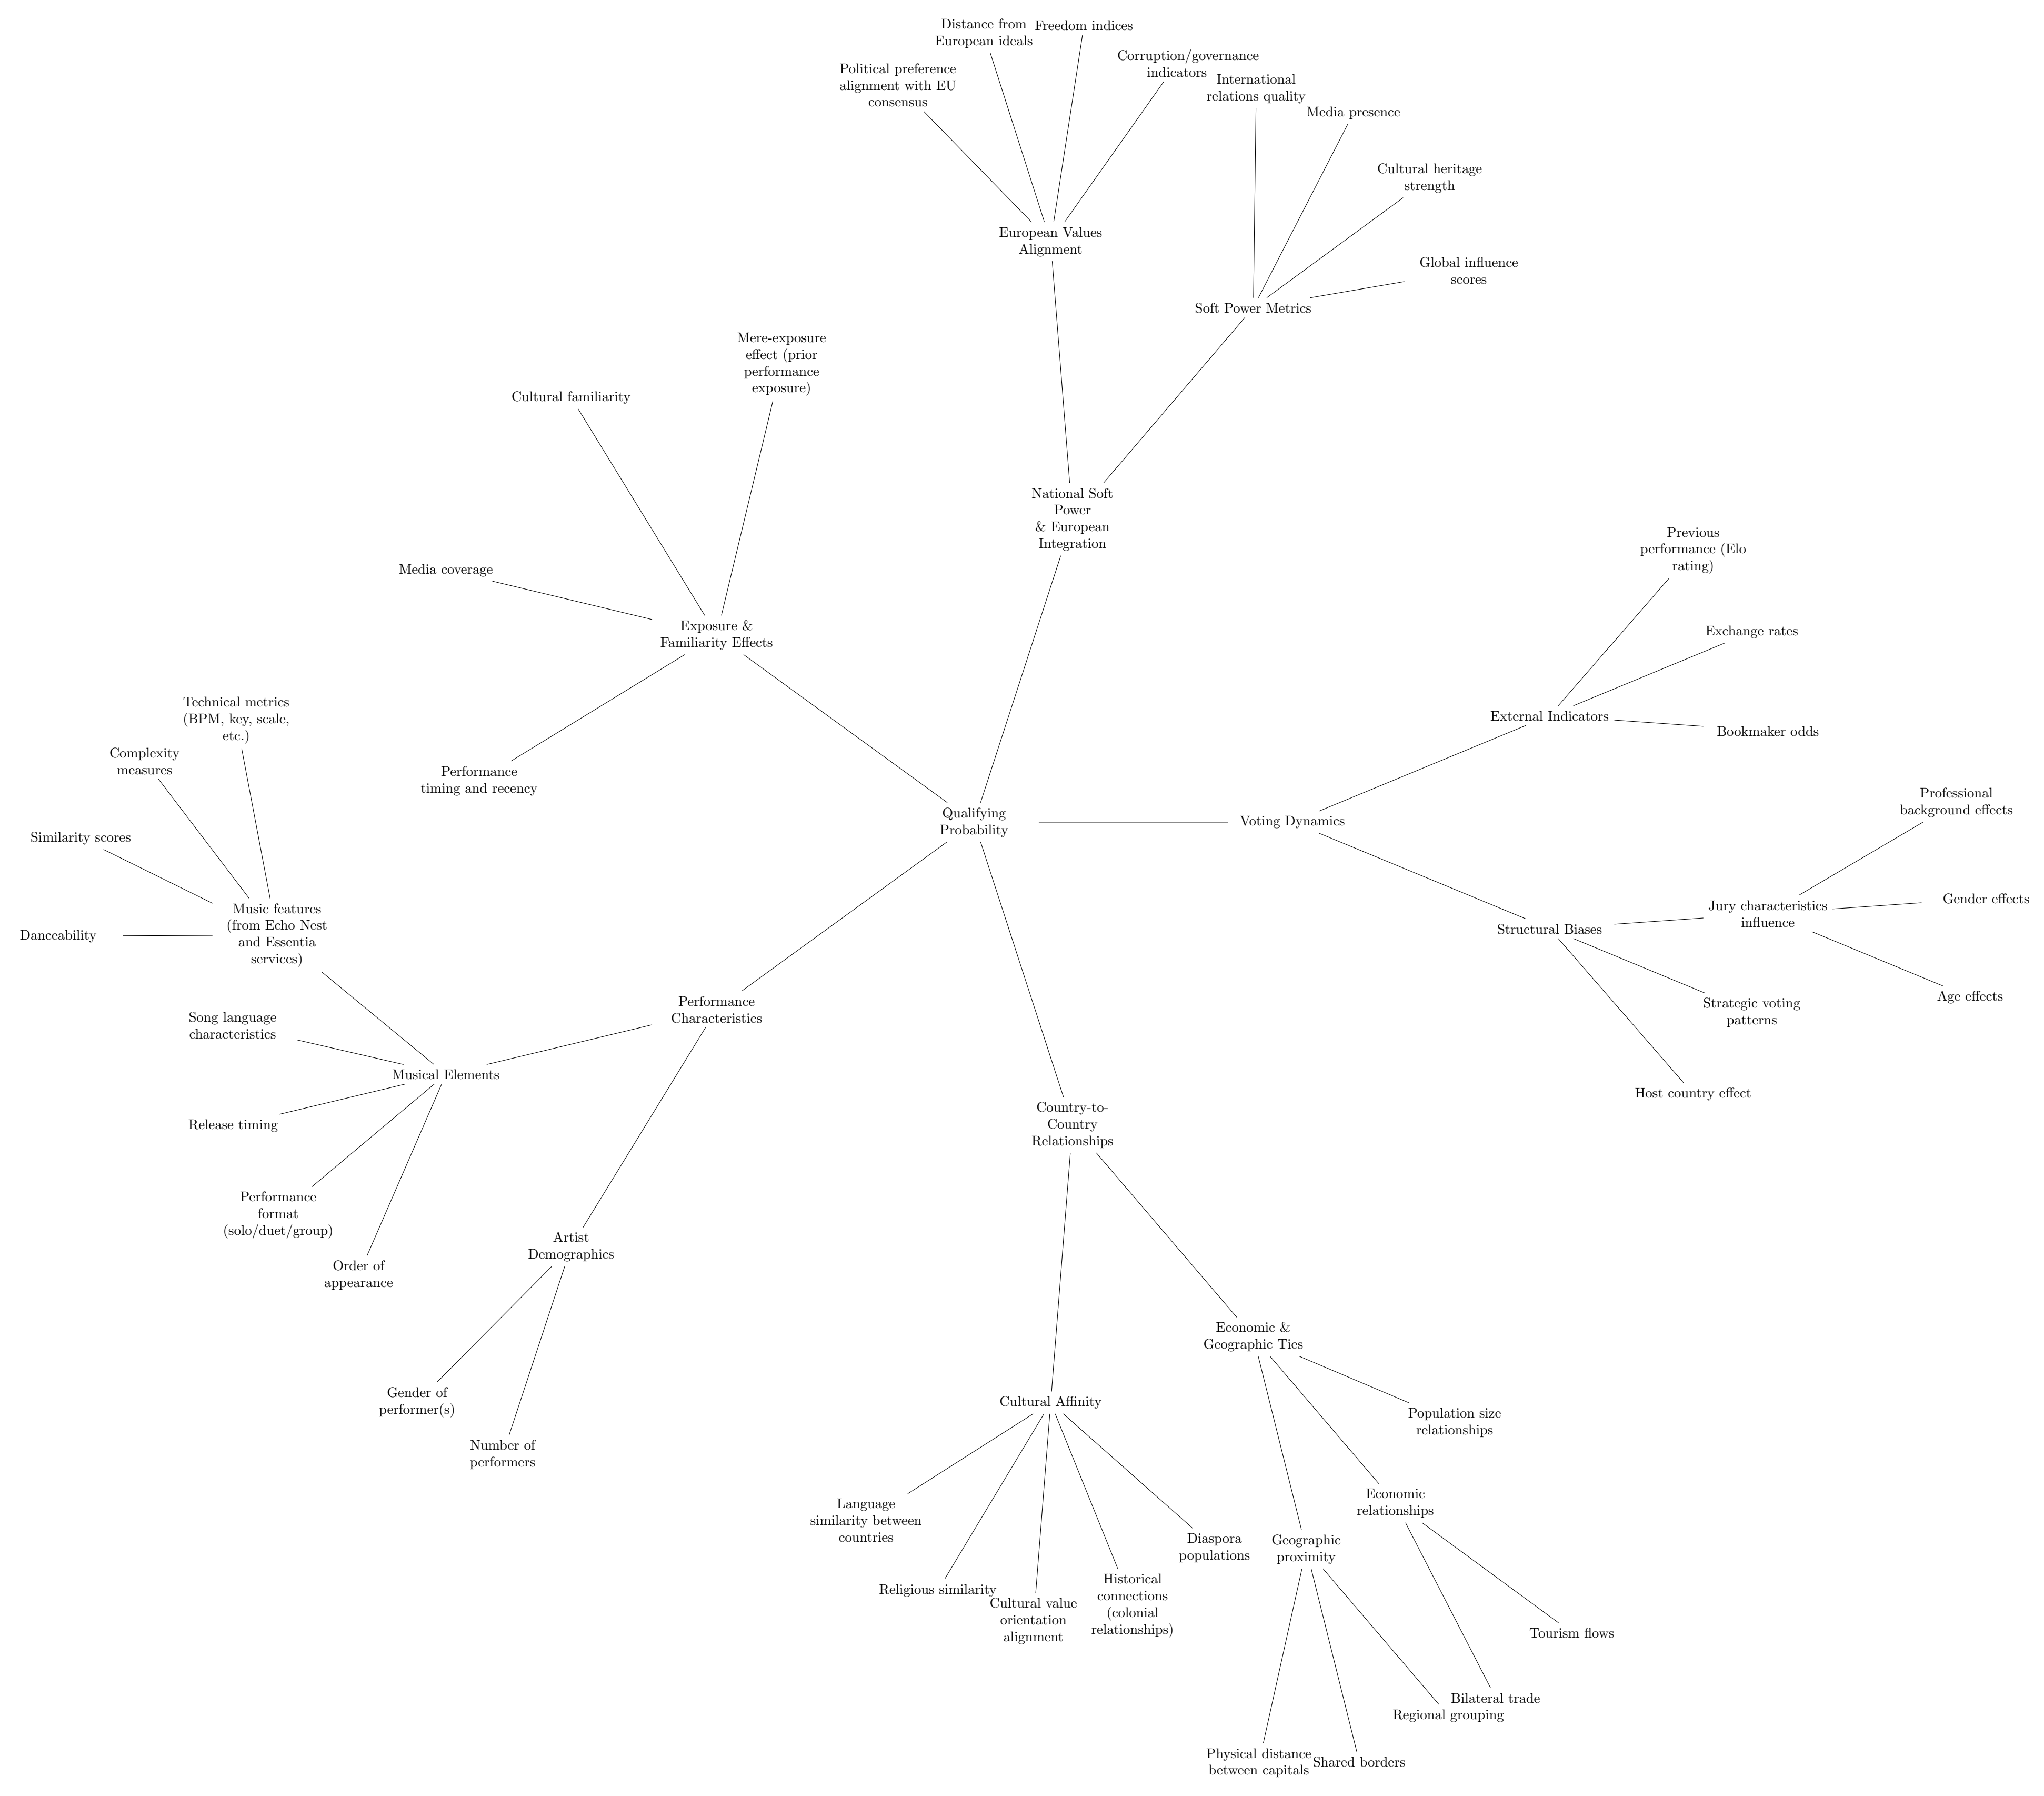 Distance from
European ideals
Freedom indices
Political preference
alignment with EU
consensus
Corruption/governance
indicators
International
relations quality
Media presence
Cultural heritage
strength
Global influence
scores
European Values
Alignment
Soft Power Metrics
Mere-exposure
effect (prior
performance
exposure)
Cultural familiarity
Media coverage
Exposure &
Familiarity Effects
Performance
timing and recency
National Soft
Power
& European
Integration
Previous
performance (Elo
rating)
Exchange rates
External Indicators
Bookmaker odds
Technical metrics
(BPM, key, scale,
etc.)
Complexity
measures
Similarity scores
Danceability
Music features
(from Echo Nest
and Essentia
services)
Qualifying
Probability
Voting Dynamics
Professional
background effects
Gender effects
Jury characteristics
influence
Structural Biases
Age effects
Strategic voting
patterns
Host country effect
Performance
Characteristics
Song language
characteristics
Musical Elements
Release timing
Performance
format
(solo/duet/group)
Order of
appearance
Artist
Demographics
Gender of
performer(s)
Number of
performers
Country-to-
Country
Relationships
Economic &
Geographic Ties
Cultural Affinity
Population size
relationships
Economic
relationships
Geographic
proximity
Language
similarity between
countries
Religious similarity
Cultural value
orientation
alignment
Historical
connections
(colonial
relationships)
Diaspora
populations
Tourism flows
Bilateral trade
Regional grouping
Physical distance
between capitals
Shared borders